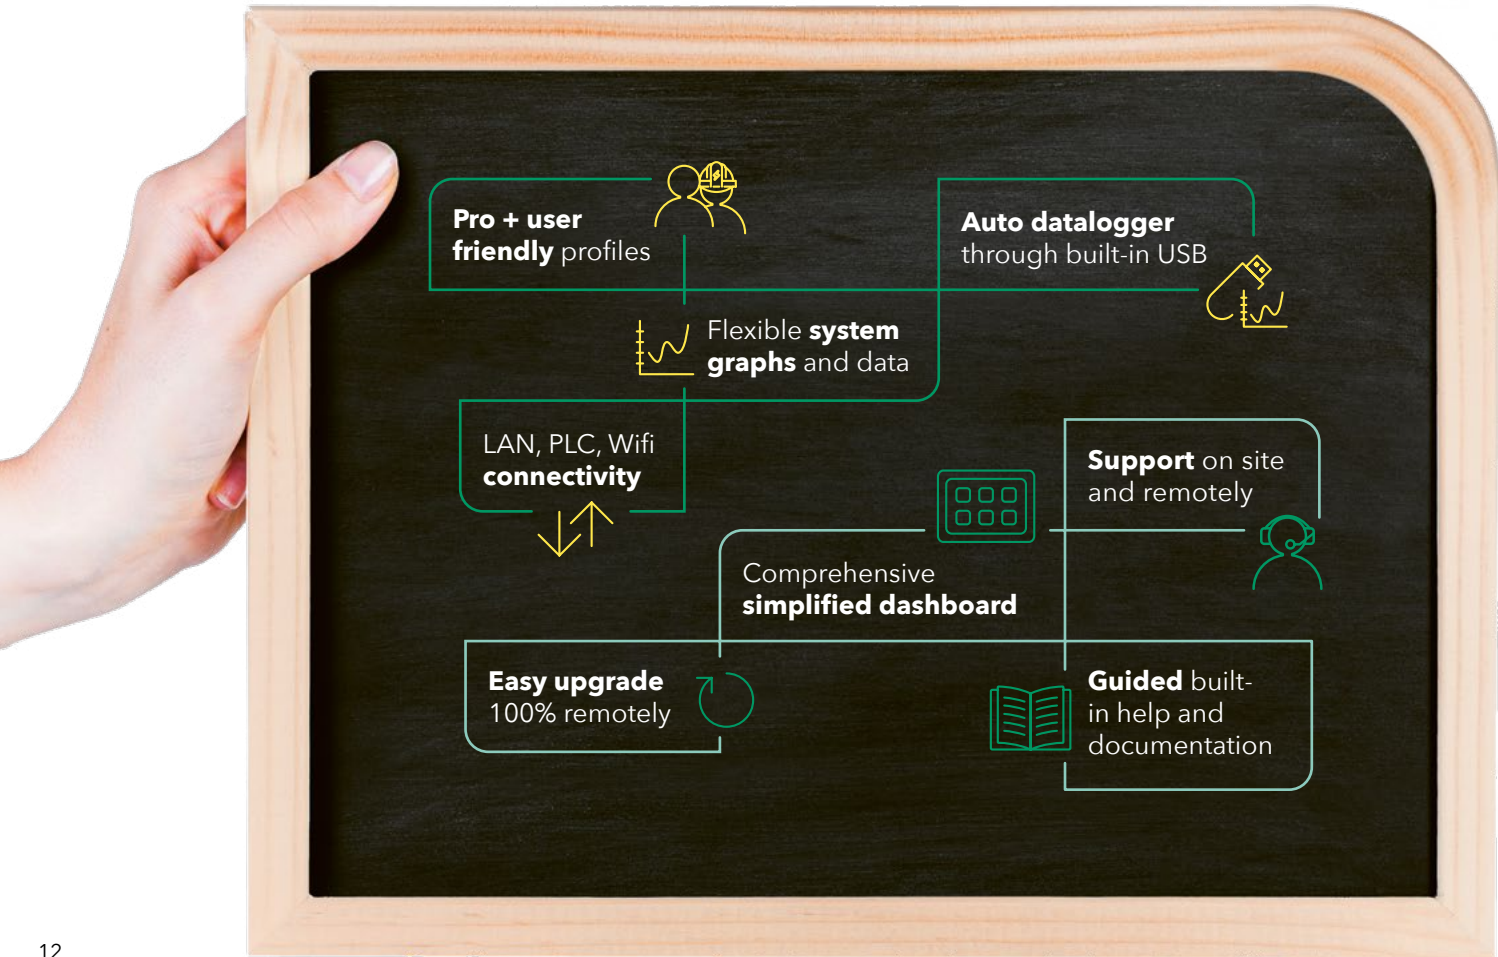 Pro + user
friendly profiles
Auto datalogger
through built-in USB
Flexible system
graphs and data
LAN, PLC, Wifi
connectivity
Support on site
and remotely
Comprehensive
simplified dashboard
Easy upgrade
100% remotely
Guided built-
in help and
documentation
12